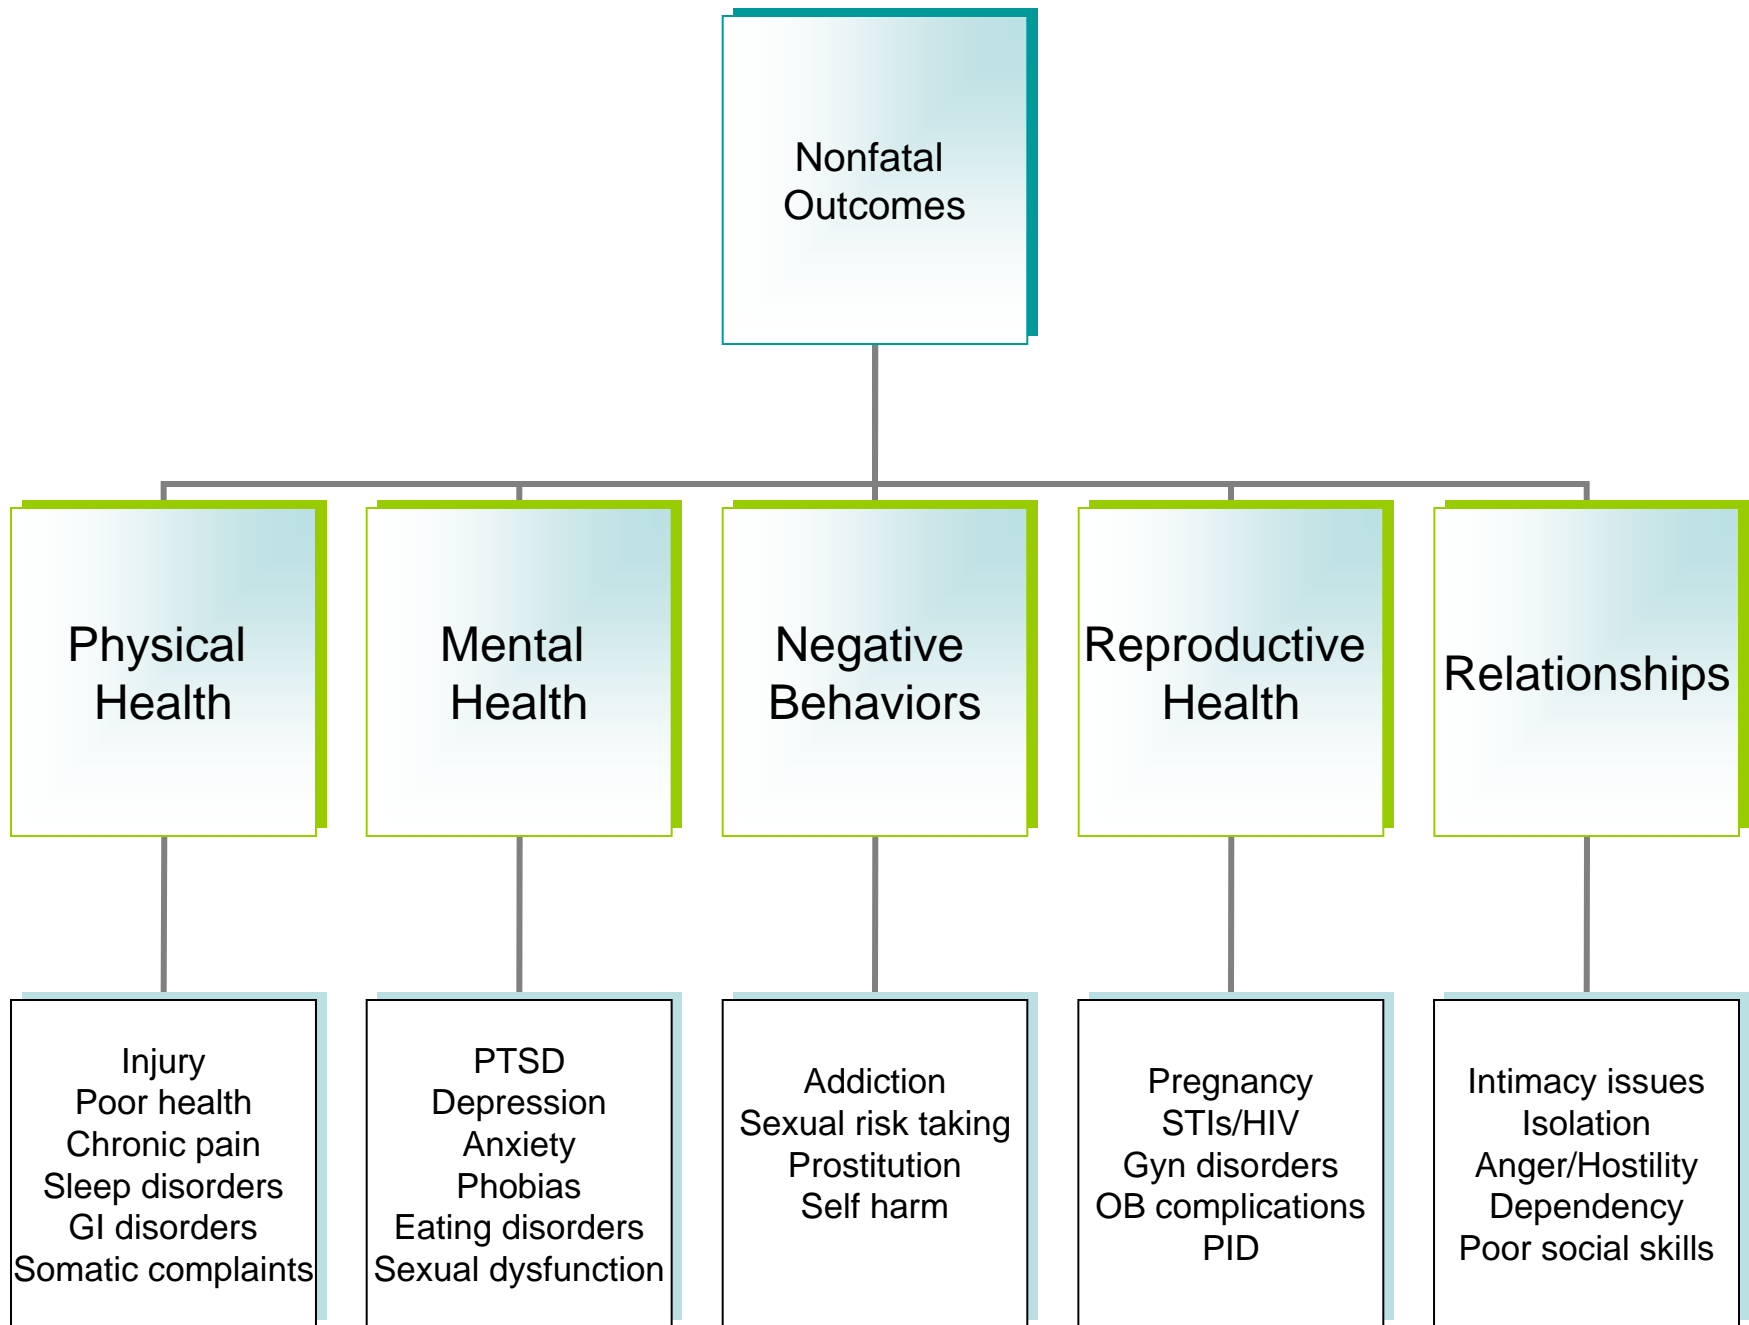 Nonfatal
Outcomes
Physical
Health
Mental
Health
Negative
Behaviors
Reproductive
Health
Relationships
Injury
Poor health
Chronic pain
Sleep disorders
GI disorders
Somatic complaints
PTSD
Depression
Anxiety
Phobias
Eating disorders
Sexual dysfunction
Addiction
Sexual risk taking
Prostitution
Self harm
Pregnancy
STIs/HIV
Gyn disorders
OB complications
PID
Intimacy issues
Isolation
Anger/Hostility
Dependency
Poor social skills